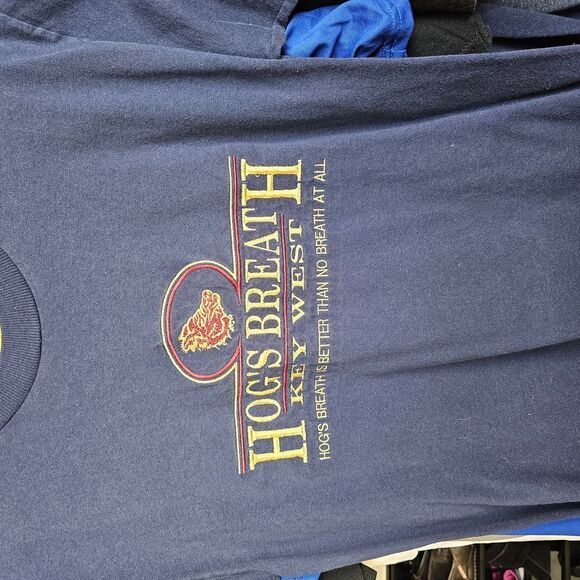 HOG'S BREATH
KEY WEST
HOG'S BREATH IS BETTER THAN NO BREATH AT ALL